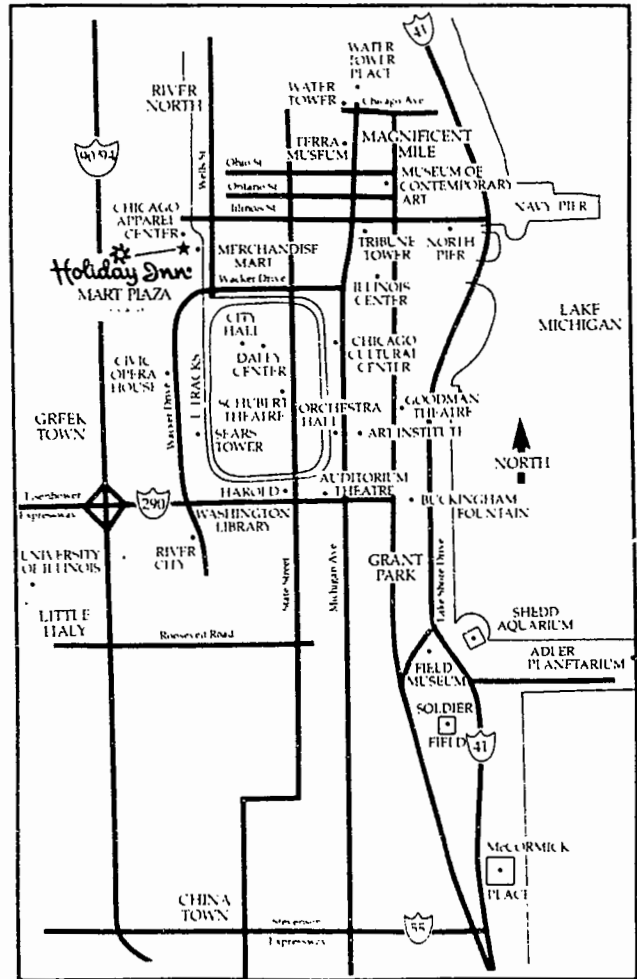 41
WATER
TOWER
PLACE
RIVER
NORTH
WATER
TOWER
Chicago Ave
TERRA
MUSEUM
MAGNIFICENT
MILE
90/94
Wells St
Ohio St
Ontario St
Illinois St
MUSEUM OF
CONTEMPORARY
ART
NAVY PIER
CHICAGO
APPAREL
CENTER
Holiday Inn
MART PLAZA
MERCHANDISE
MART
Wacker Drive
TRIBUNE
TOWER
NORTH
PIER
ILLINOIS
CENTER
LAKE
MICHIGAN
CITY
HALL
DALEY
CENTER
CHICAGO
CULTURAL
CENTER
CIVIC
OPERA
HOUSE
Wacker Drive
L TRACKS
SCHUBERT
THEATRE
ORCHESTRA
HALL
GOODMAN
THEATRE
GREEK
TOWN
SEARS
TOWER
ART INSTITUTE
NORTH
Eisenhower
Expressway
290
HAROLD
WASHINGTON
LIBRARY
AUDITORIUM
THEATRE
BUCKINGHAM
FOUNTAIN
UNIVERSITY
OF ILLINOIS
RIVER
CITY
State Street
Michigan Ave
GRANT
PARK
Lake Shore Drive
LITTLE
ITALY
Roosevelt Road
SHEDD
AQUARIUM
ADLER
PLANETARIUM
FIELD
MUSEUM
SOLDIER
FIELD
41
McCORMICK
PLACE
CHINA
TOWN
Stevenson
Expressway
55